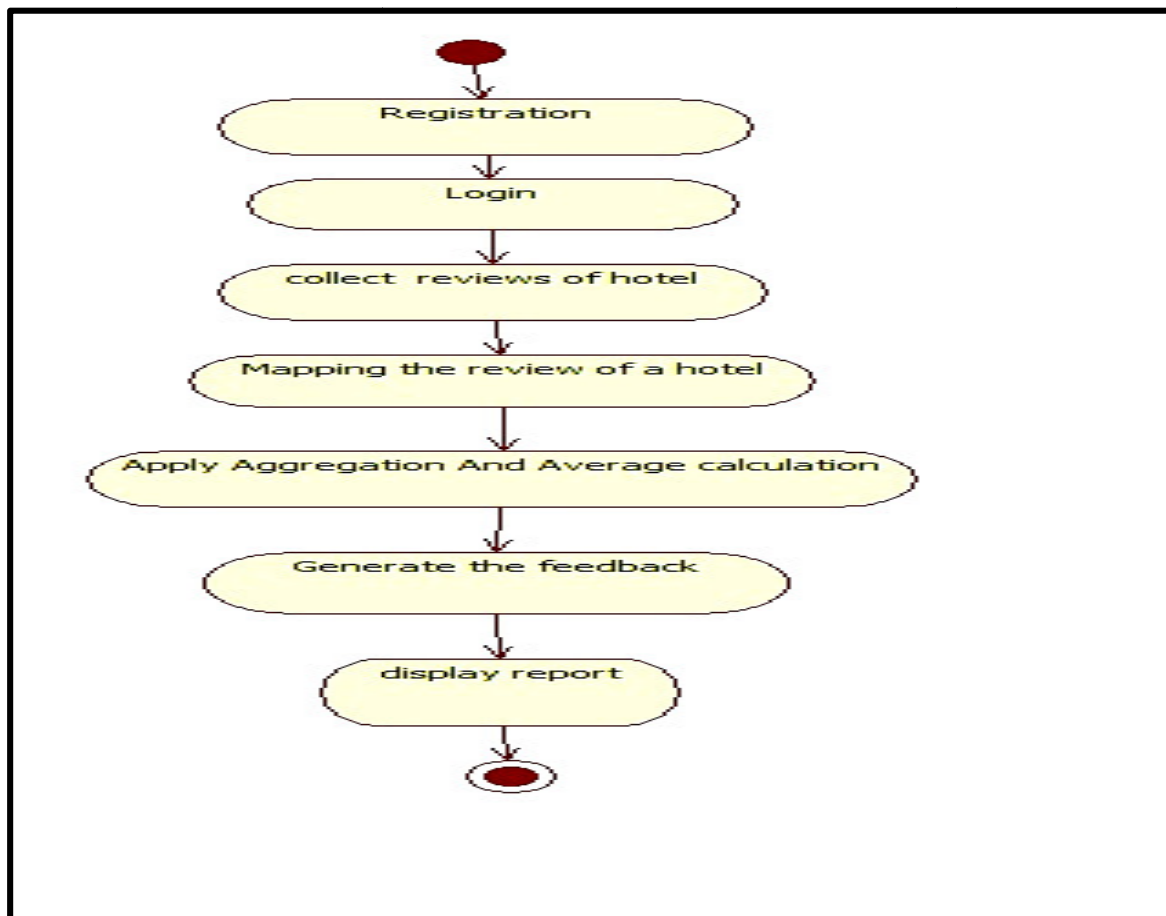 Registration
Login
collect reviews of hotel
Mapping the review of a hotel
Apply Aggregation And Average calculation
Generate the feedback
display report